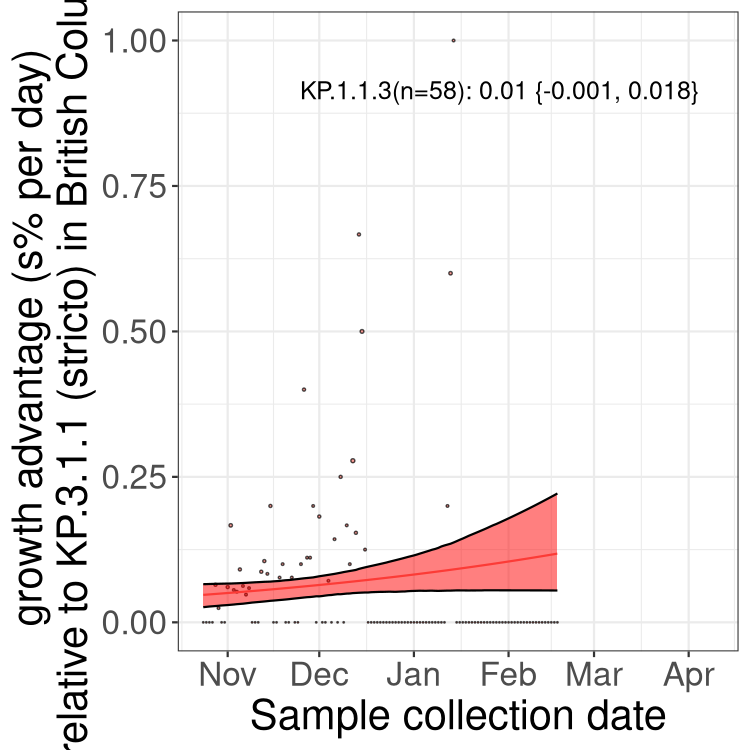 growth advantage (s% per day)
relative to KP.3.1.1 (stricto) in British Colu
1.00
0.75
0.50
0.25
0.00
KP.1.1.3(n=58): 0.01 {-0.001, 0.018}
Nov Dec Jan Feb Mar Apr
Sample collection date